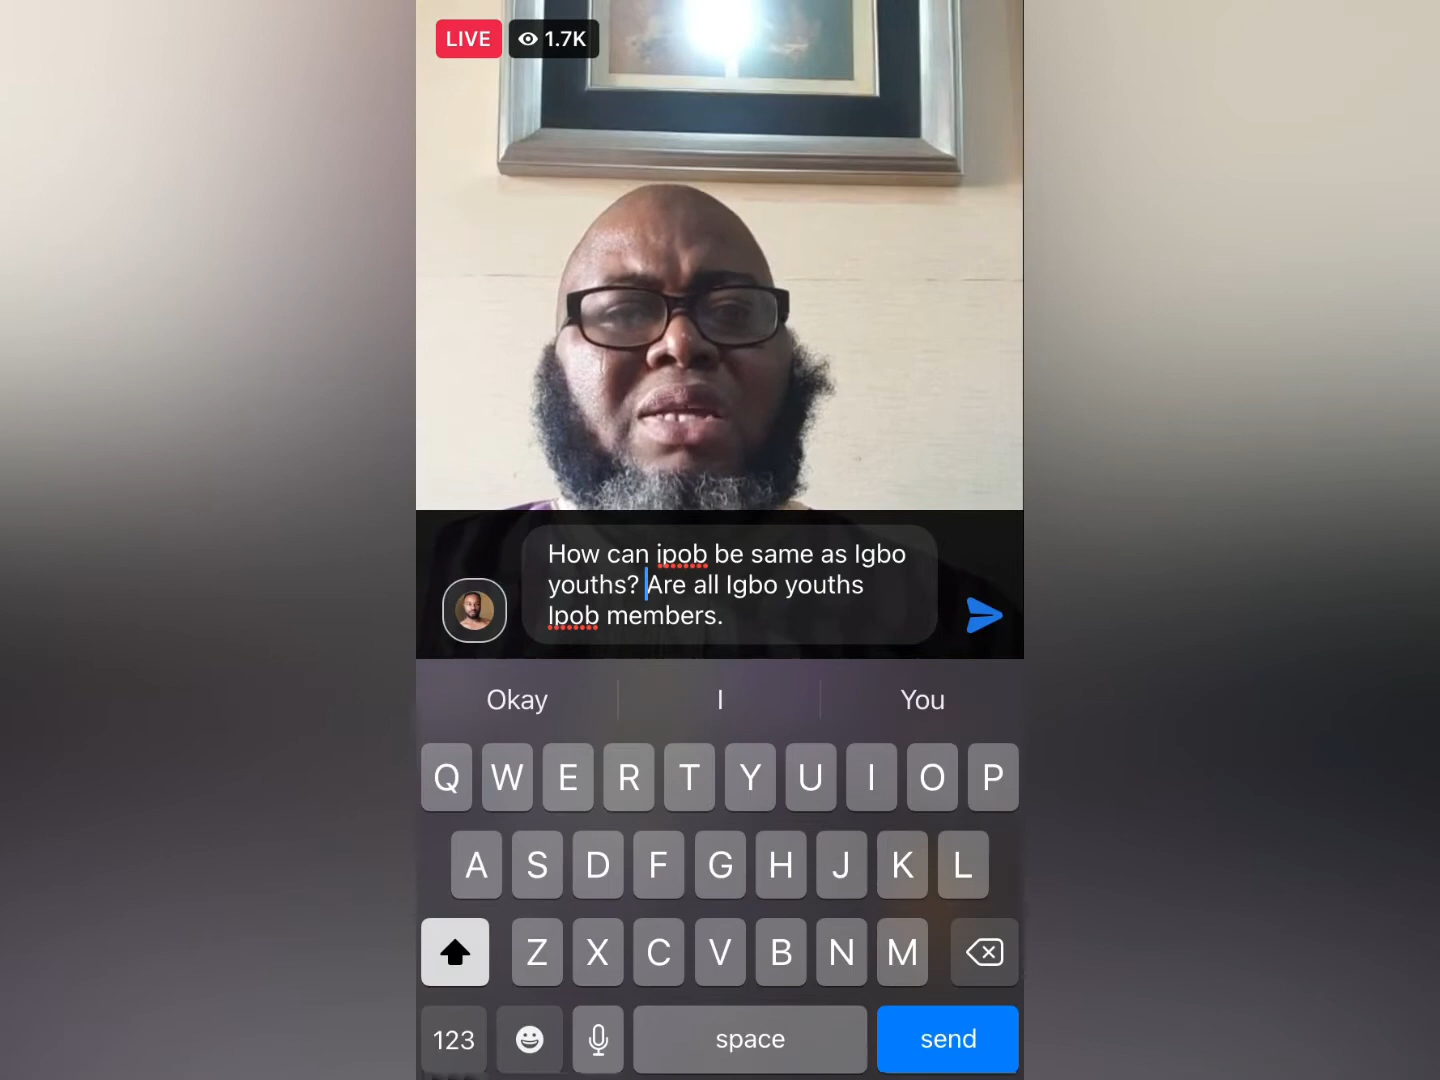 LIVE 1.7K
How can ipob be same as Igbo
youths? Are all Igbo youths
Ipob members.
Okay I You
Q W E R T Y U I O P
A S D F G H J K L
Z X C V B N M
123 space send